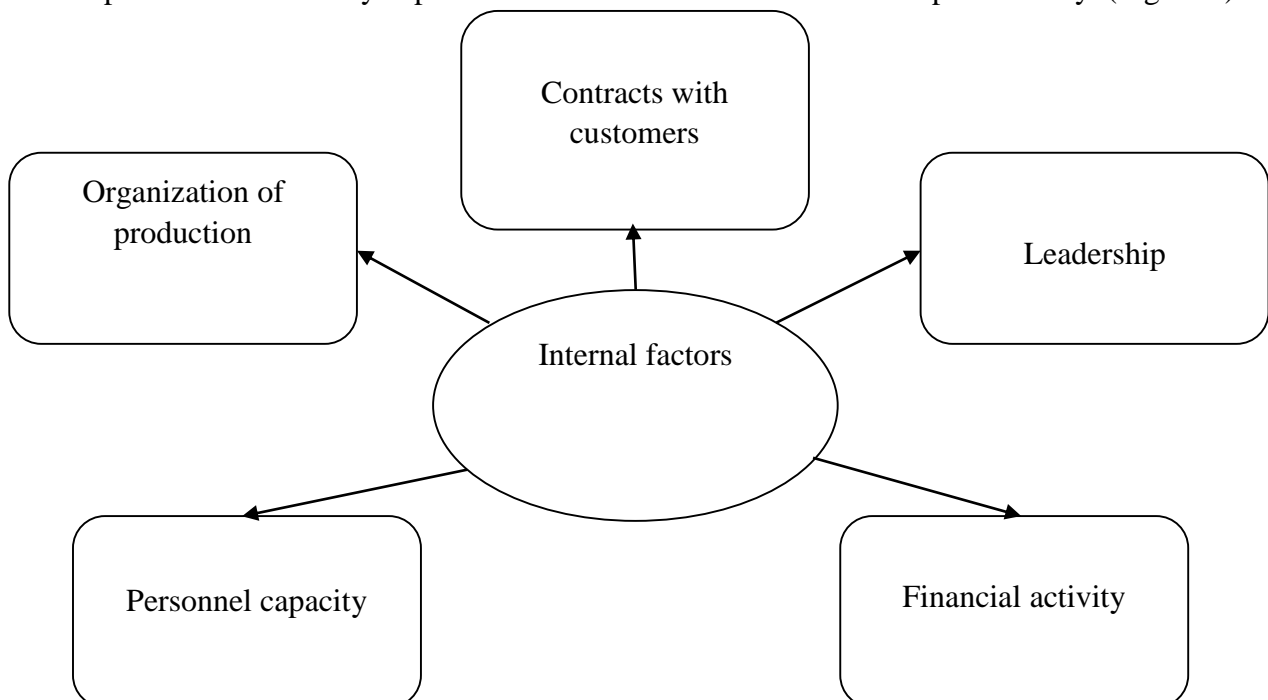 Contracts with
customers
Organization of
production
Leadership
Internal factors
Personnel capacity
Financial activity